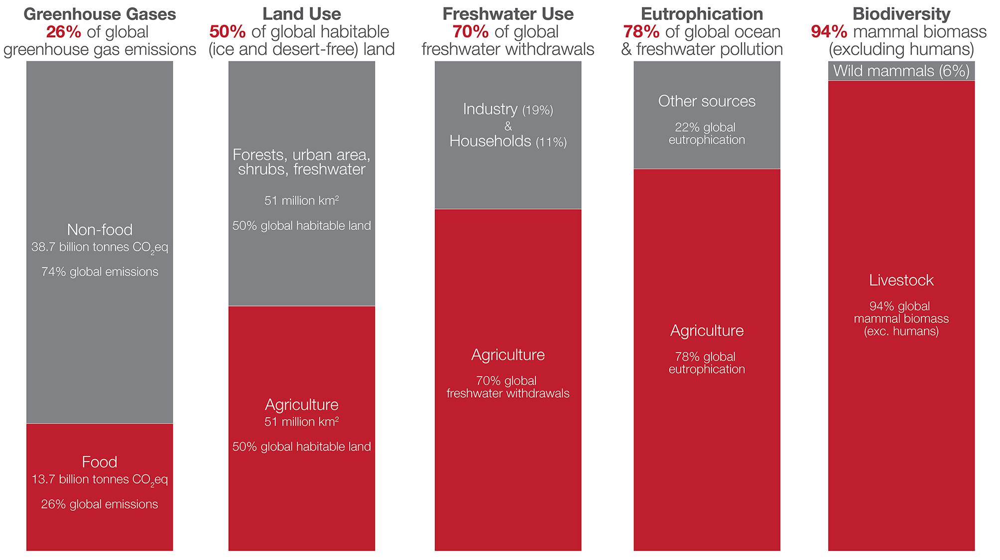 Greenhouse Gases
26% of global
greenhouse gas emissions
Non-food
38.7 billion tonnes CO₂eq
74% global emissions
Food
13.7 billion tonnes CO₂eq
26% global emissions
Land Use
50% of global habitable
(ice and desert-free) land
Forests, urban area,
shrubs, freshwater
51 million km²
50% global habitable land
Agriculture
51 million km²
50% global habitable land
Freshwater Use
70% of global
freshwater withdrawals
Industry (19%)
&
Households (11%)
Agriculture
70% global
freshwater withdrawals
Eutrophication
78% of global ocean
& freshwater pollution
Other sources
22% global
eutrophication
Agriculture
78% global
eutrophication
Biodiversity
94% mammal biomass
(excluding humans)
Wild mammals (6%)
Livestock
94% global
mammal biomass
(exc. humans)